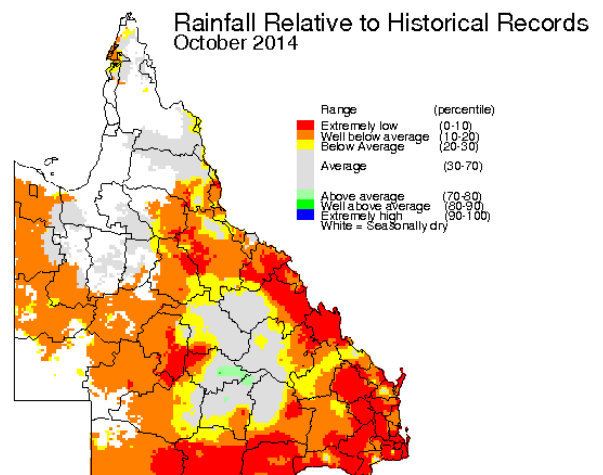 Rainfall Relative to Historical Records
October 2014
Range (percentile)
Extremely low (0-10)
Well below average (10-20)
Below Average (20-30)
Average (30-70)
Above average (70-80)
Well above average (80-90)
Extremely high (90-100)
White = Seasonally dry